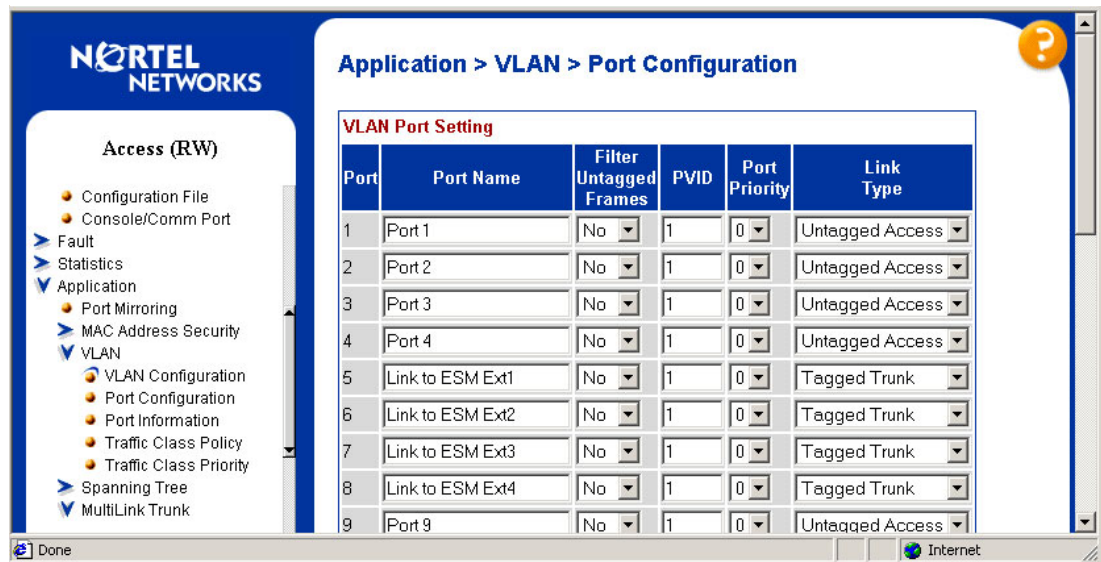 NORTEL
NETWORKS
Access (RW)
Configuration File
Console/Comm Port
Fault
Statistics
Application
Port Mirroring
MAC Address Security
VLAN
VLAN Configuration
Port Configuration
Port Information
Traffic Class Policy
Traffic Class Priority
Spanning Tree
MultiLink Trunk
Application > VLAN > Port Configuration
?
VLAN Port Setting
Port Port Name Filter Untagged Frames PVID Port Priority Link Type
1 Port 1 No 1 0 Untagged Access
2 Port 2 No 1 0 Untagged Access
3 Port 3 No 1 0 Untagged Access
4 Port 4 No 1 0 Untagged Access
5 Link to ESM Ext1 No 1 0 Tagged Trunk
6 Link to ESM Ext2 No 1 0 Tagged Trunk
7 Link to ESM Ext3 No 1 0 Tagged Trunk
8 Link to ESM Ext4 No 1 0 Tagged Trunk
9 Port 9 No 1 0 Untagged Access
Done Internet